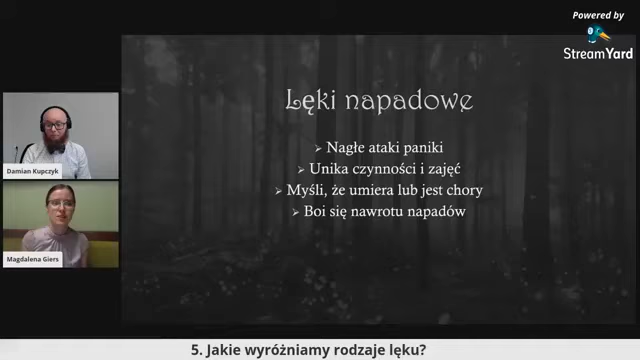 Powered by
StreamYard
Lęki napadowe
➢ Nagłe ataki paniki
➢ Unika czynności i zajęć
➢ Myśli, że umiera lub jest chory
➢ Boi się nawrotu napadów
Damian Kupczyk
Magdalena Giers
5. Jakie wyróżniamy rodzaje lęku?